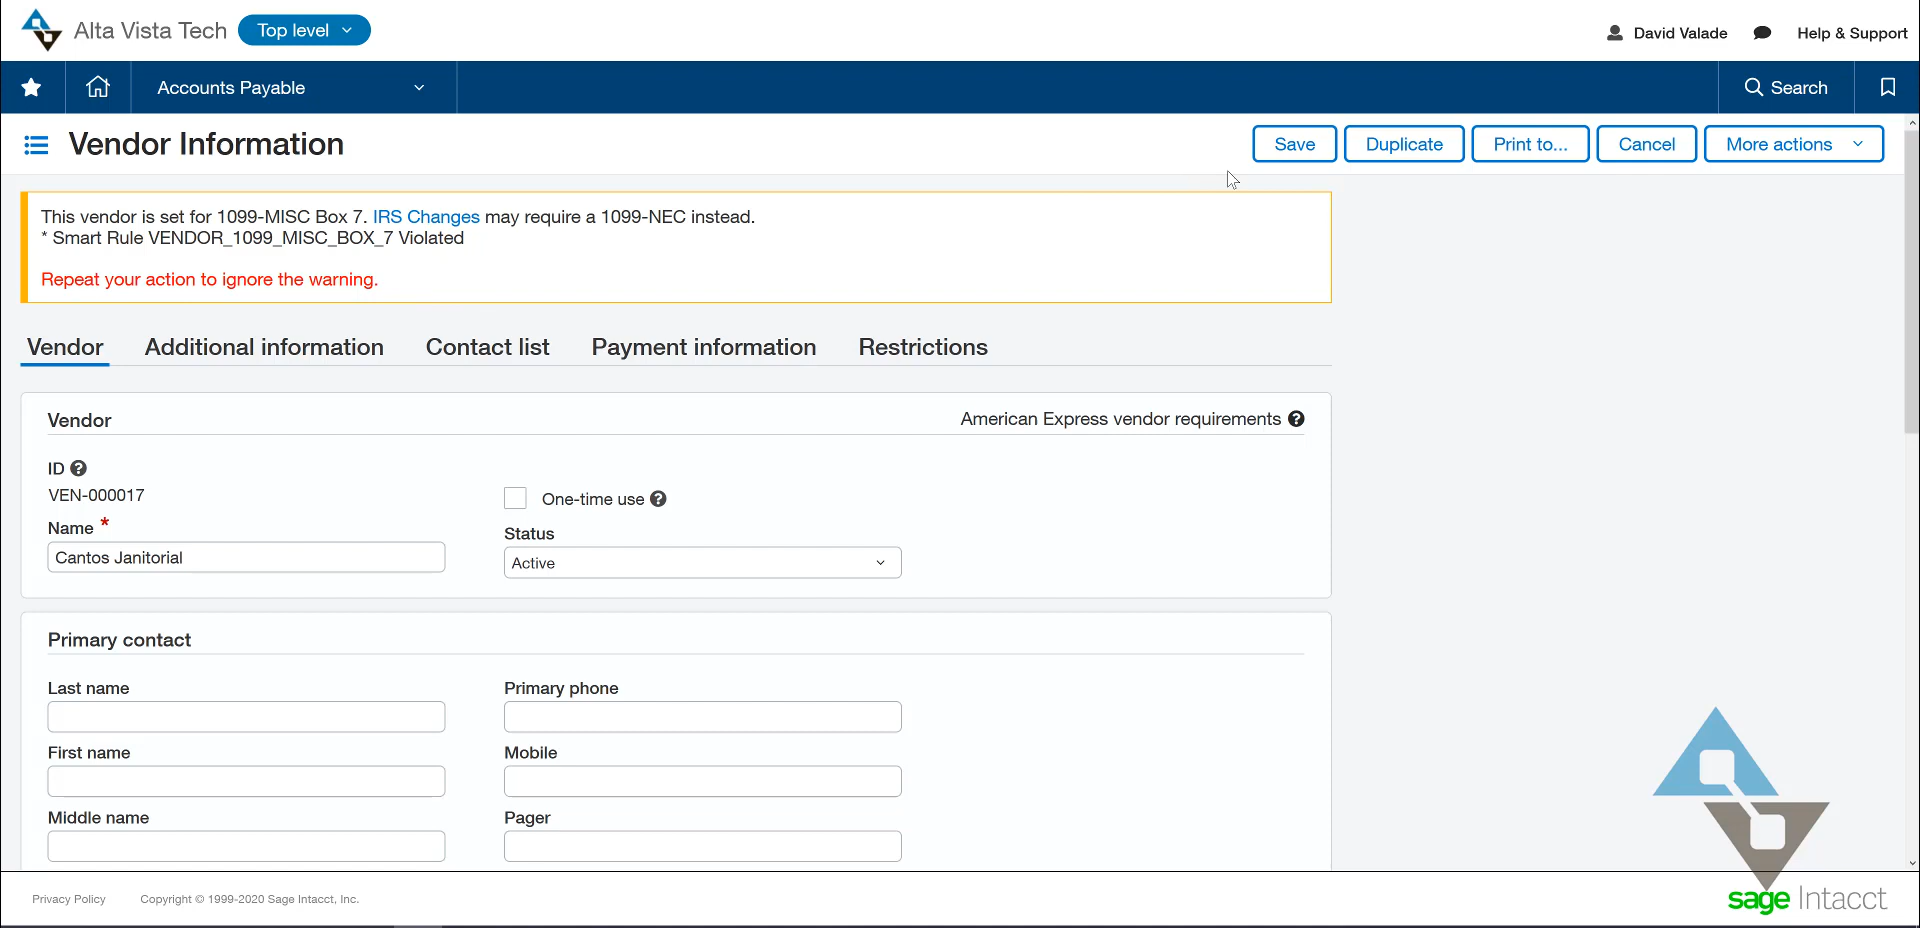 Alta Vista Tech
Top level
David Valade
Help & Support
Accounts Payable
Search
Vendor Information
Save
Duplicate
Print to...
Cancel
More actions
This vendor is set for 1099-MISC Box 7. IRS Changes may require a 1099-NEC instead.
* Smart Rule VENDOR_1099_MISC_BOX_7 Violated
Repeat your action to ignore the warning.
Vendor
Additional information
Contact list
Payment information
Restrictions
Vendor
American Express vendor requirements ?
ID ?
VEN-000017
One-time use ?
Name *
Cantos Janitorial
Status
Active
Primary contact
Last name
Primary phone
First name
Mobile
Middle name
Pager
Privacy Policy
Copyright © 1999-2020 Sage Intacct, Inc.
sage Intacct